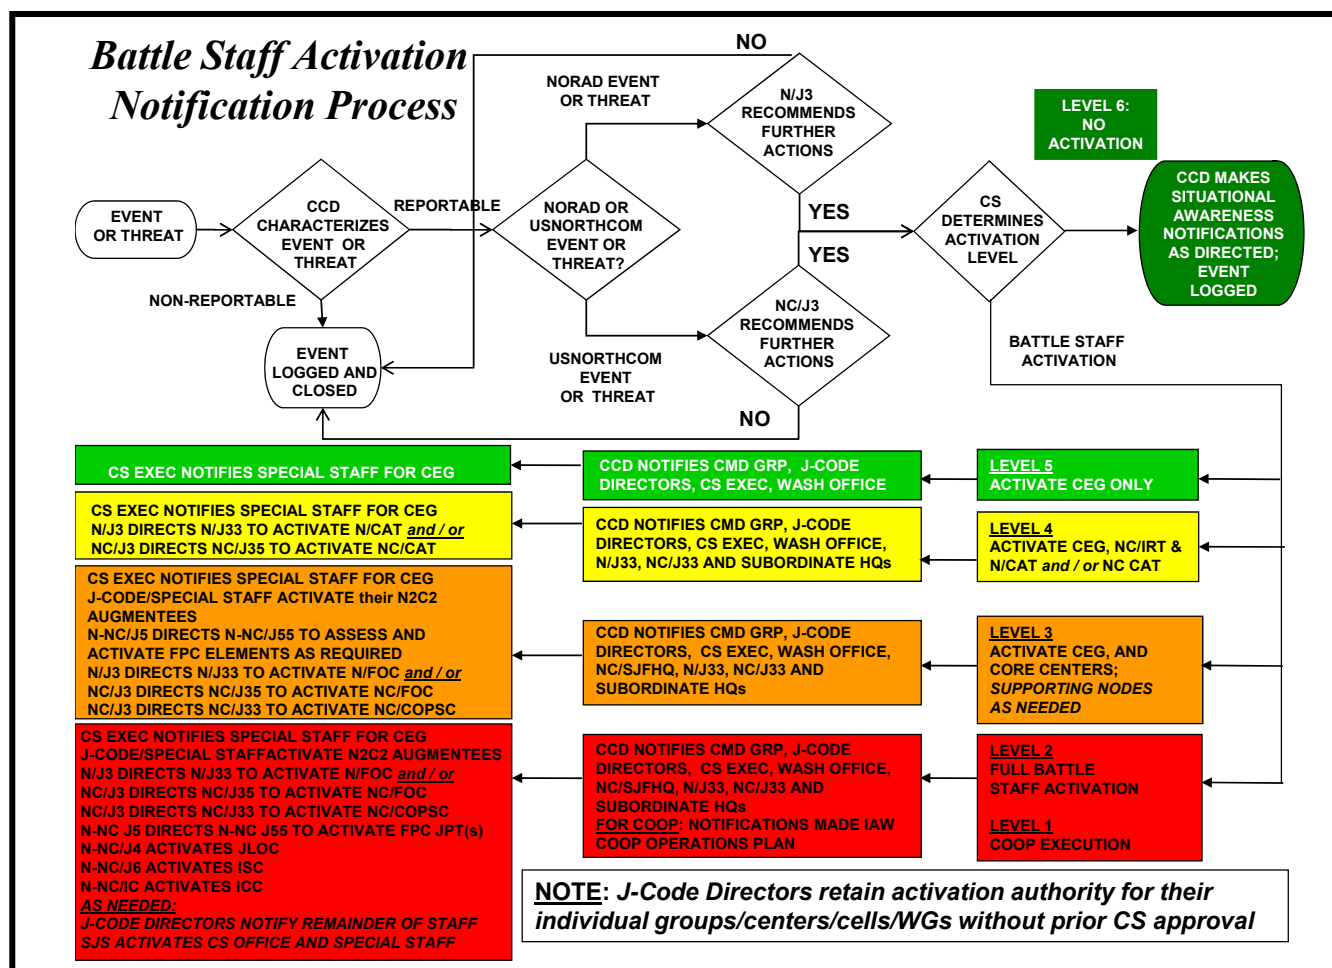 Battle Staff Activation
Notification Process
NO
NORAD EVENT
OR THREAT
N/J3
RECOMMENDS
FURTHER
ACTIONS
LEVEL 6:
NO
ACTIVATION
EVENT
OR THREAT
CCD
CHARACTERIZES
EVENT OR
THREAT
REPORTABLE
NORAD OR
USNORTHCOM
EVENT OR
THREAT?
YES
YES
CS
DETERMINES
ACTIVATION
LEVEL
CCD MAKES
SITUATIONAL
AWARENESS
NOTIFICATIONS
AS DIRECTED;
EVENT
LOGGED
NON-REPORTABLE
EVENT
LOGGED AND
CLOSED
USNORTHCOM
EVENT
OR THREAT
NC/J3
RECOMMENDS
FURTHER
ACTIONS
NO
BATTLE STAFF
ACTIVATION
CS EXEC NOTIFIES SPECIAL STAFF FOR CEG
CCD NOTIFIES CMD GRP, J-CODE
DIRECTORS, CS EXEC, WASH OFFICE
LEVEL 5
ACTIVATE CEG ONLY
CS EXEC NOTIFIES SPECIAL STAFF FOR CEG
N/J3 DIRECTS N/J33 TO ACTIVATE N/CAT and / or
NC/J3 DIRECTS NC/J35 TO ACTIVATE NC/CAT
CCD NOTIFIES CMD GRP, J-CODE
DIRECTORS, CS EXEC, WASH OFFICE,
N/J33, NC/J33 AND SUBORDINATE HQs
LEVEL 4
ACTIVATE CEG, NC/IRT &
N/CAT and / or NC CAT
CS EXEC NOTIFIES SPECIAL STAFF FOR CEG
J-CODE/SPECIAL STAFF ACTIVATE their N2C2
AUGMENTEES
N-NC/J5 DIRECTS N-NC/J55 TO ASSESS AND
ACTIVATE FPC ELEMENTS AS REQUIRED
N/J3 DIRECTS N/J33 TO ACTIVATE N/FOC and / or
NC/J3 DIRECTS NC/J35 TO ACTIVATE NC/FOC
NC/J3 DIRECTS NC/J33 TO ACTIVATE NC/COPSC
CCD NOTIFIES CMD GRP, J-CODE
DIRECTORS, CS EXEC, WASH OFFICE,
NC/SJFHQ, N/J33, NC/J33 AND
SUBORDINATE HQs
LEVEL 3
ACTIVATE CEG, AND
CORE CENTERS;
SUPPORTING NODES
AS NEEDED
CS EXEC NOTIFIES SPECIAL STAFF FOR CEG
J-CODE/SPECIAL STAFFACTIVATE N2C2 AUGMENTEES
N/J3 DIRECTS N/J33 TO ACTIVATE N/FOC and / or
NC/J3 DIRECTS NC/J35 TO ACTIVATE NC/FOC
NC/J3 DIRECTS NC/J33 TO ACTIVATE NC/COPSC
N-NC J5 DIRECTS N-NC J55 TO ACTIVATE FPC JPT(s)
N-NC/J4 ACTIVATES JLOC
N-NC/J6 ACTIVATES ISC
N-NC/IC ACTIVATES ICC
AS NEEDED:
J-CODE DIRECTORS NOTIFY REMAINDER OF STAFF
SJS ACTIVATES CS OFFICE AND SPECIAL STAFF
CCD NOTIFIES CMD GRP, J-CODE
DIRECTORS, CS EXEC, WASH OFFICE,
NC/SJFHQ, N/J33, NC/J33 AND
SUBORDINATE HQs
FOR COOP: NOTIFICATIONS MADE IAW
COOP OPERATIONS PLAN
LEVEL 2
FULL BATTLE
STAFF ACTIVATION
LEVEL 1
COOP EXECUTION
NOTE: J-Code Directors retain activation authority for their
individual groups/centers/cells/WGs without prior CS approval